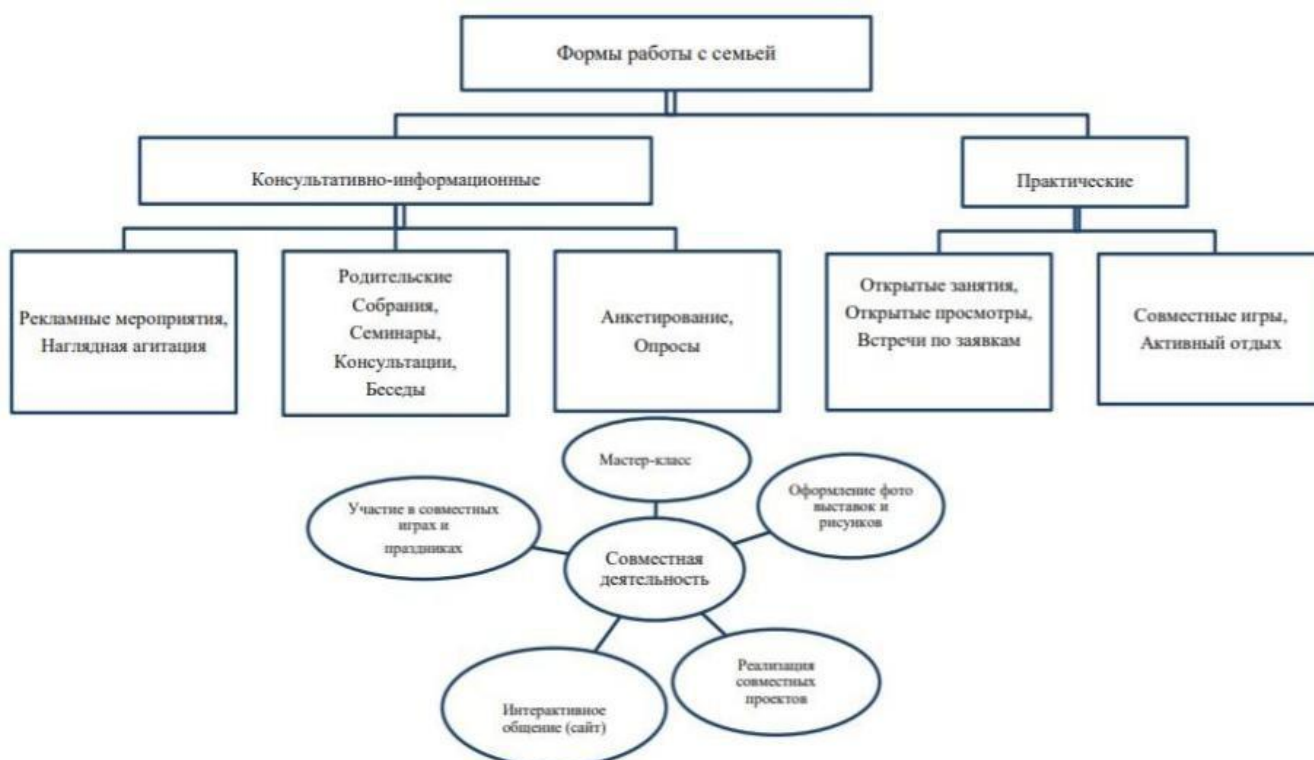 Формы работы с семьей
Консультативно-информационные
Практические
Рекламные мероприятия,
Наглядная агитация
Родительские
Собрания,
Семинары,
Консультации,
Беседы
Анкетирование,
Опросы
Открытые занятия,
Открытые просмотры,
Встречи по заявкам
Совместные игры,
Активный отдых
Мастер-класс
Участие в совместных
играх и
праздниках
Оформление фото
выставок и
рисунков
Совместная
деятельность
Интерактивное
общение (сайт)
Реализация
совместных
проектов